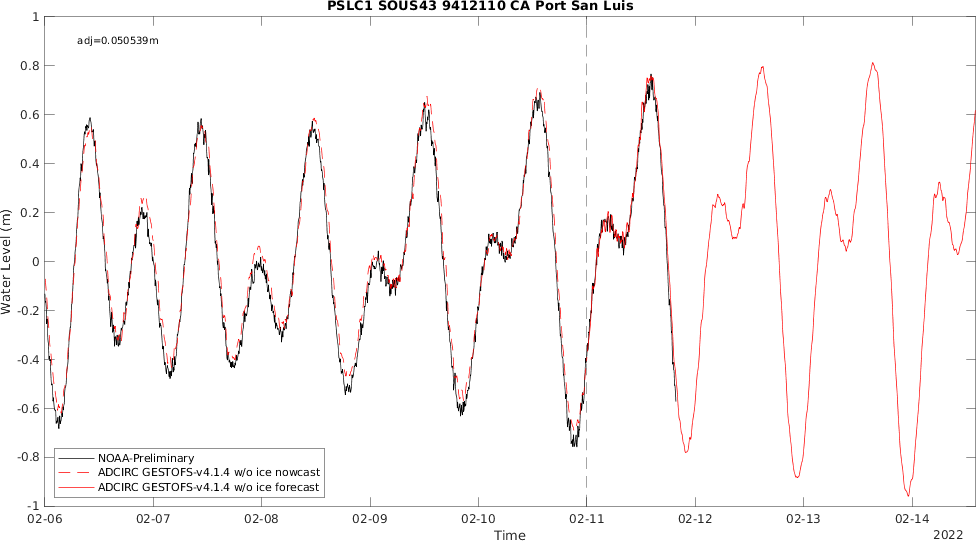 PSLC1 SOUS43 9412110 CA Port San Luis
adj=0.050539m
1
0.8
0.6
0.4
0.2
0
-0.2
-0.4
-0.6
-0.8
-1
Water Level (m)
NOAA-Preliminary
ADCIRC GESTOFS-v4.1.4 w/o ice nowcast
ADCIRC GESTOFS-v4.1.4 w/o ice forecast
02-06 02-07 02-08 02-09 02-10 02-11 02-12 02-13 02-14
Time
2022